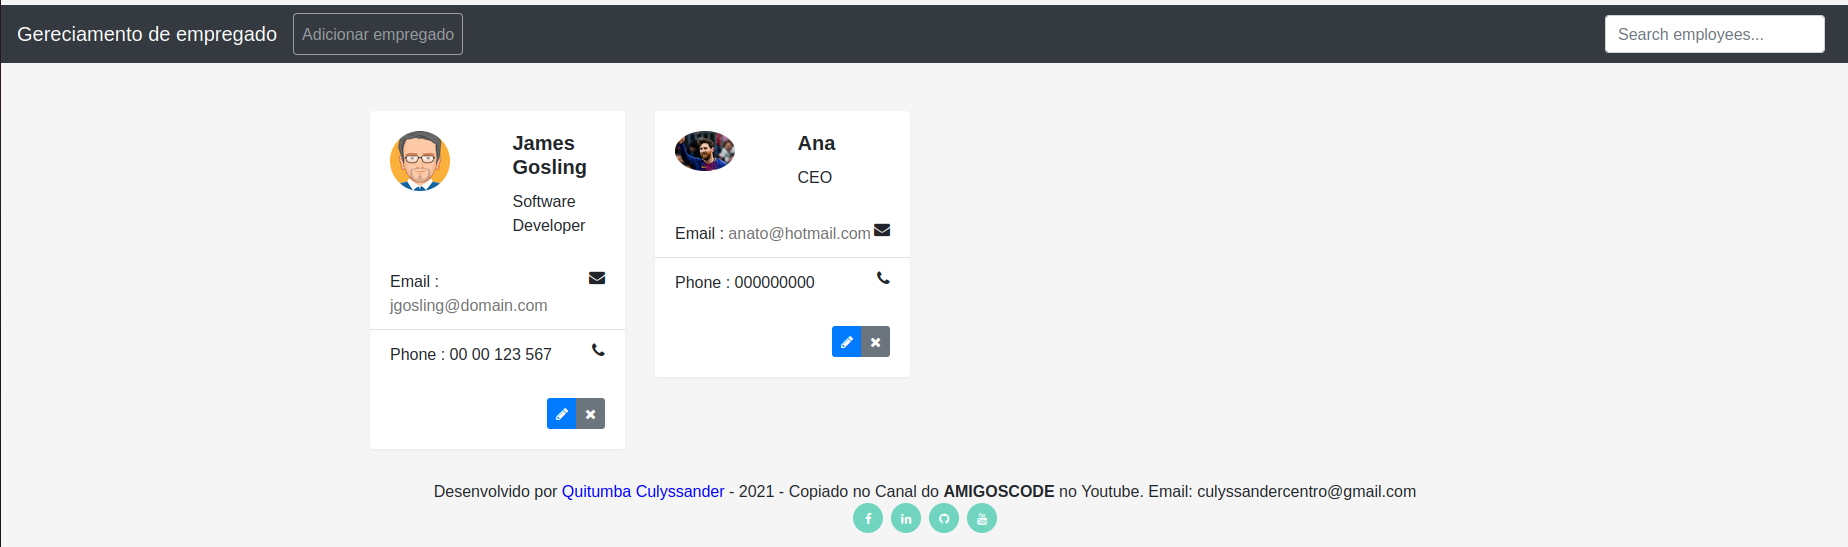 Gereciamento de empregado
Adicionar empregado
Search employees...
James
Gosling
Software
Developer
Email :
jgosling@domain.com
Phone : 00 00 123 567
Ana
CEO
Email : anato@hotmail.com
Phone : 000000000
Desenvolvido por Quitumba Culyssander - 2021 - Copiado no Canal do AMIGOSCODE no Youtube. Email: culyssandercentro@gmail.com